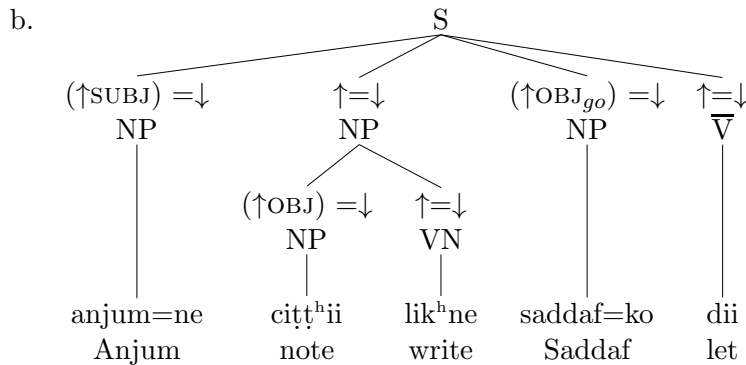 b. S
(↑SUBJ) =↓ ↑=↓ (↑OBJgo) =↓ ↑=↓
NP NP NP V̅
(↑OBJ) =↓ ↑=↓
NP VN
anjum=ne ciṭṭʰii likʰne saddaf=ko dii
Anjum note write Saddaf let